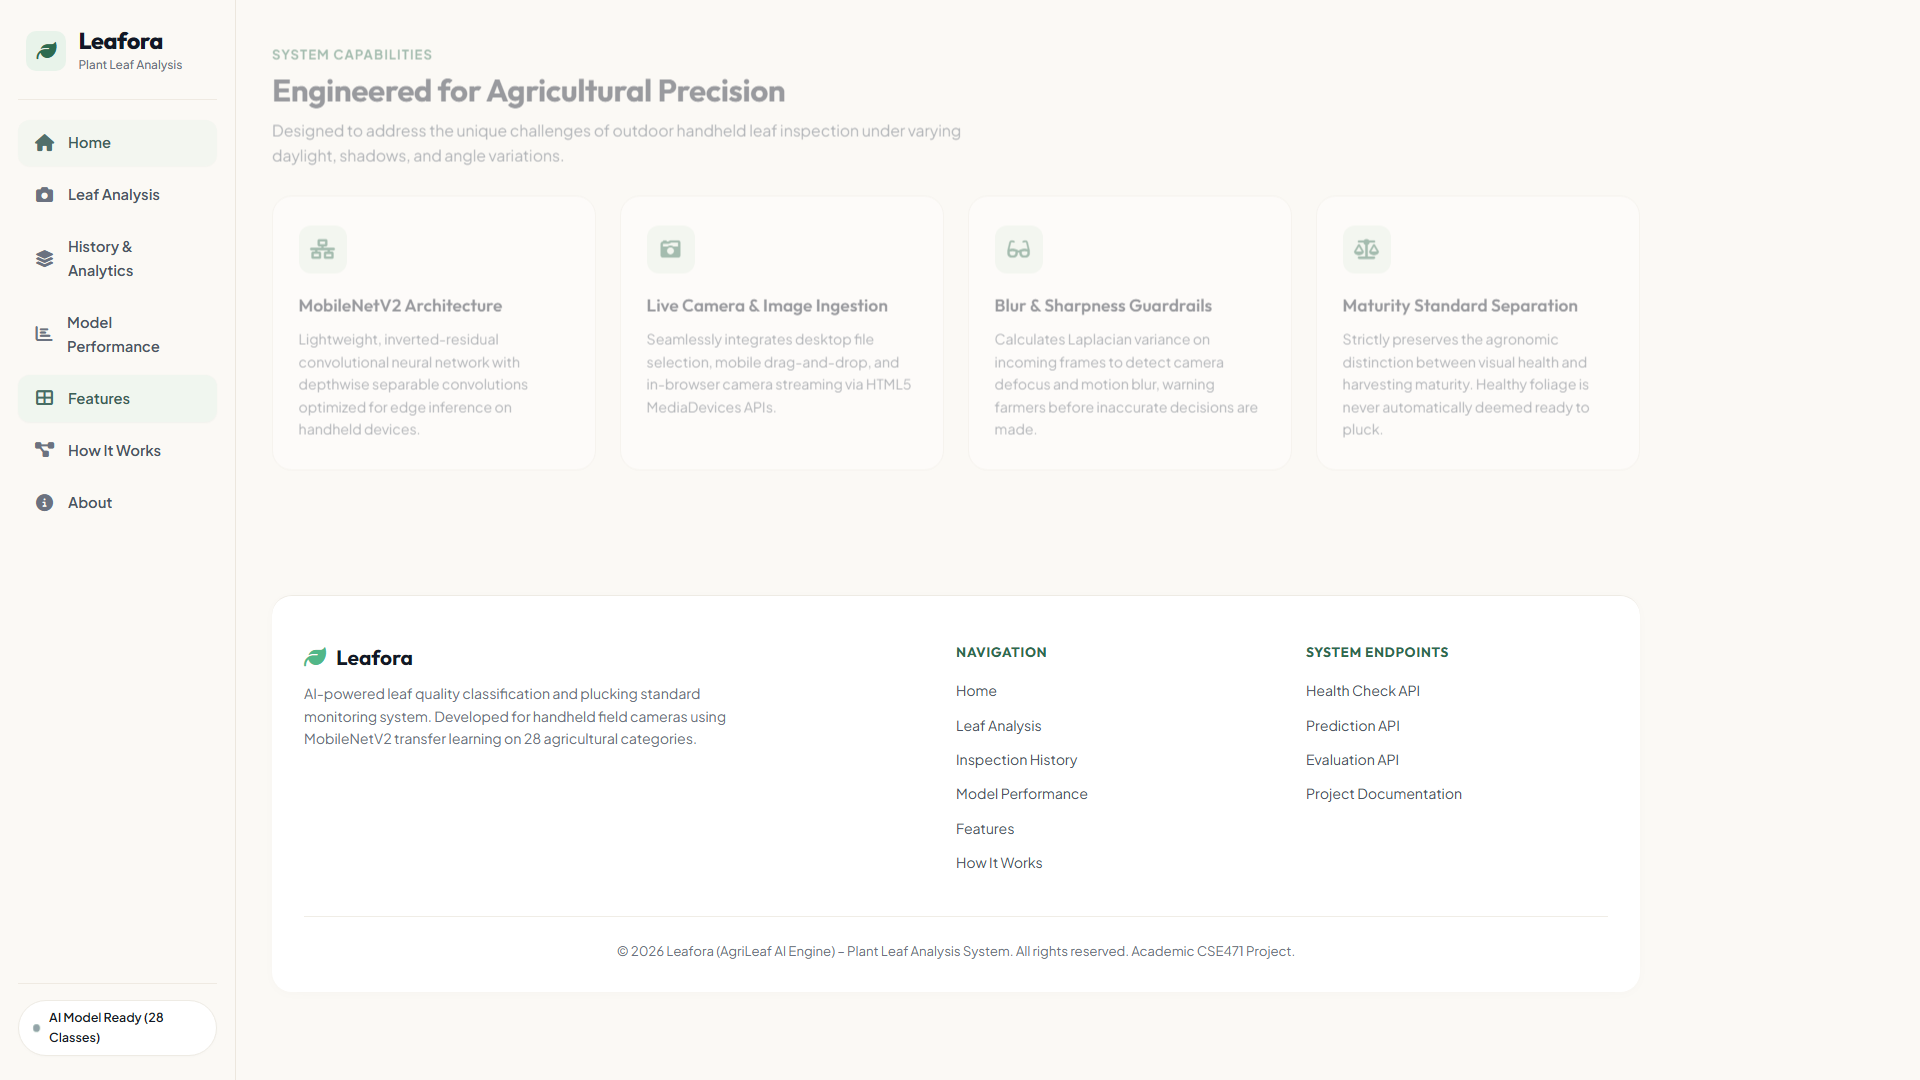 Leafora
Plant Leaf Analysis
Home
Leaf Analysis
History &
Analytics
Model
Performance
Features
How It Works
About
AI Model Ready (28
Classes)
SYSTEM CAPABILITIES
Engineered for Agricultural Precision
Designed to address the unique challenges of outdoor handheld leaf inspection under varying
daylight, shadows, and angle variations.
MobileNetV2 Architecture
Lightweight, inverted-residual
convolutional neural network with
depthwise separable convolutions
optimized for edge inference on
handheld devices.
Live Camera & Image Ingestion
Seamlessly integrates desktop file
selection, mobile drag-and-drop, and
in-browser camera streaming via HTML5
MediaDevices APIs.
Blur & Sharpness Guardrails
Calculates Laplacian variance on
incoming frames to detect camera
defocus and motion blur, warning
farmers before inaccurate decisions are
made.
Maturity Standard Separation
Strictly preserves the agronomic
distinction between visual health and
harvesting maturity. Healthy foliage is
never automatically deemed ready to
pluck.
Leafora
AI-powered leaf quality classification and plucking standard
monitoring system. Developed for handheld field cameras using
MobileNetV2 transfer learning on 28 agricultural categories.
NAVIGATION
Home
Leaf Analysis
Inspection History
Model Performance
Features
How It Works
SYSTEM ENDPOINTS
Health Check API
Prediction API
Evaluation API
Project Documentation
© 2026 Leafora (AgriLeaf AI Engine) – Plant Leaf Analysis System. All rights reserved. Academic CSE471 Project.